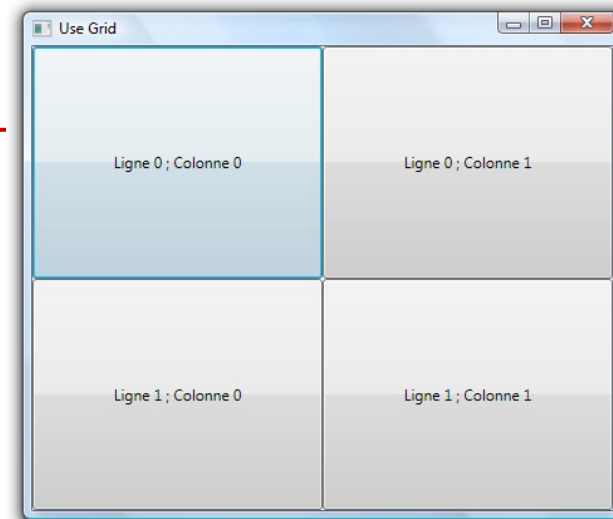 Use Grid
Ligne 0 ; Colonne 0
Ligne 0 ; Colonne 1
Ligne 1 ; Colonne 0
Ligne 1 ; Colonne 1